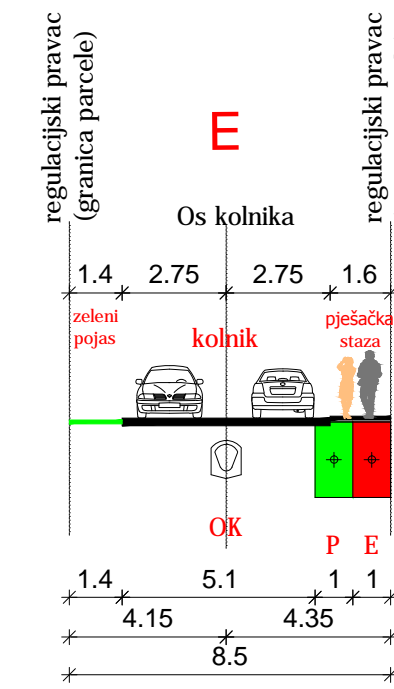 regulacijski pravac
(granica parcele)
regulacijski pravac
E
Os kolnika
1.4 2.75 2.75 1.6
zeleni
pojas
kolnik
pješačka
staza
OK
P E
1.4 5.1 1 1
4.15 4.35
8.5